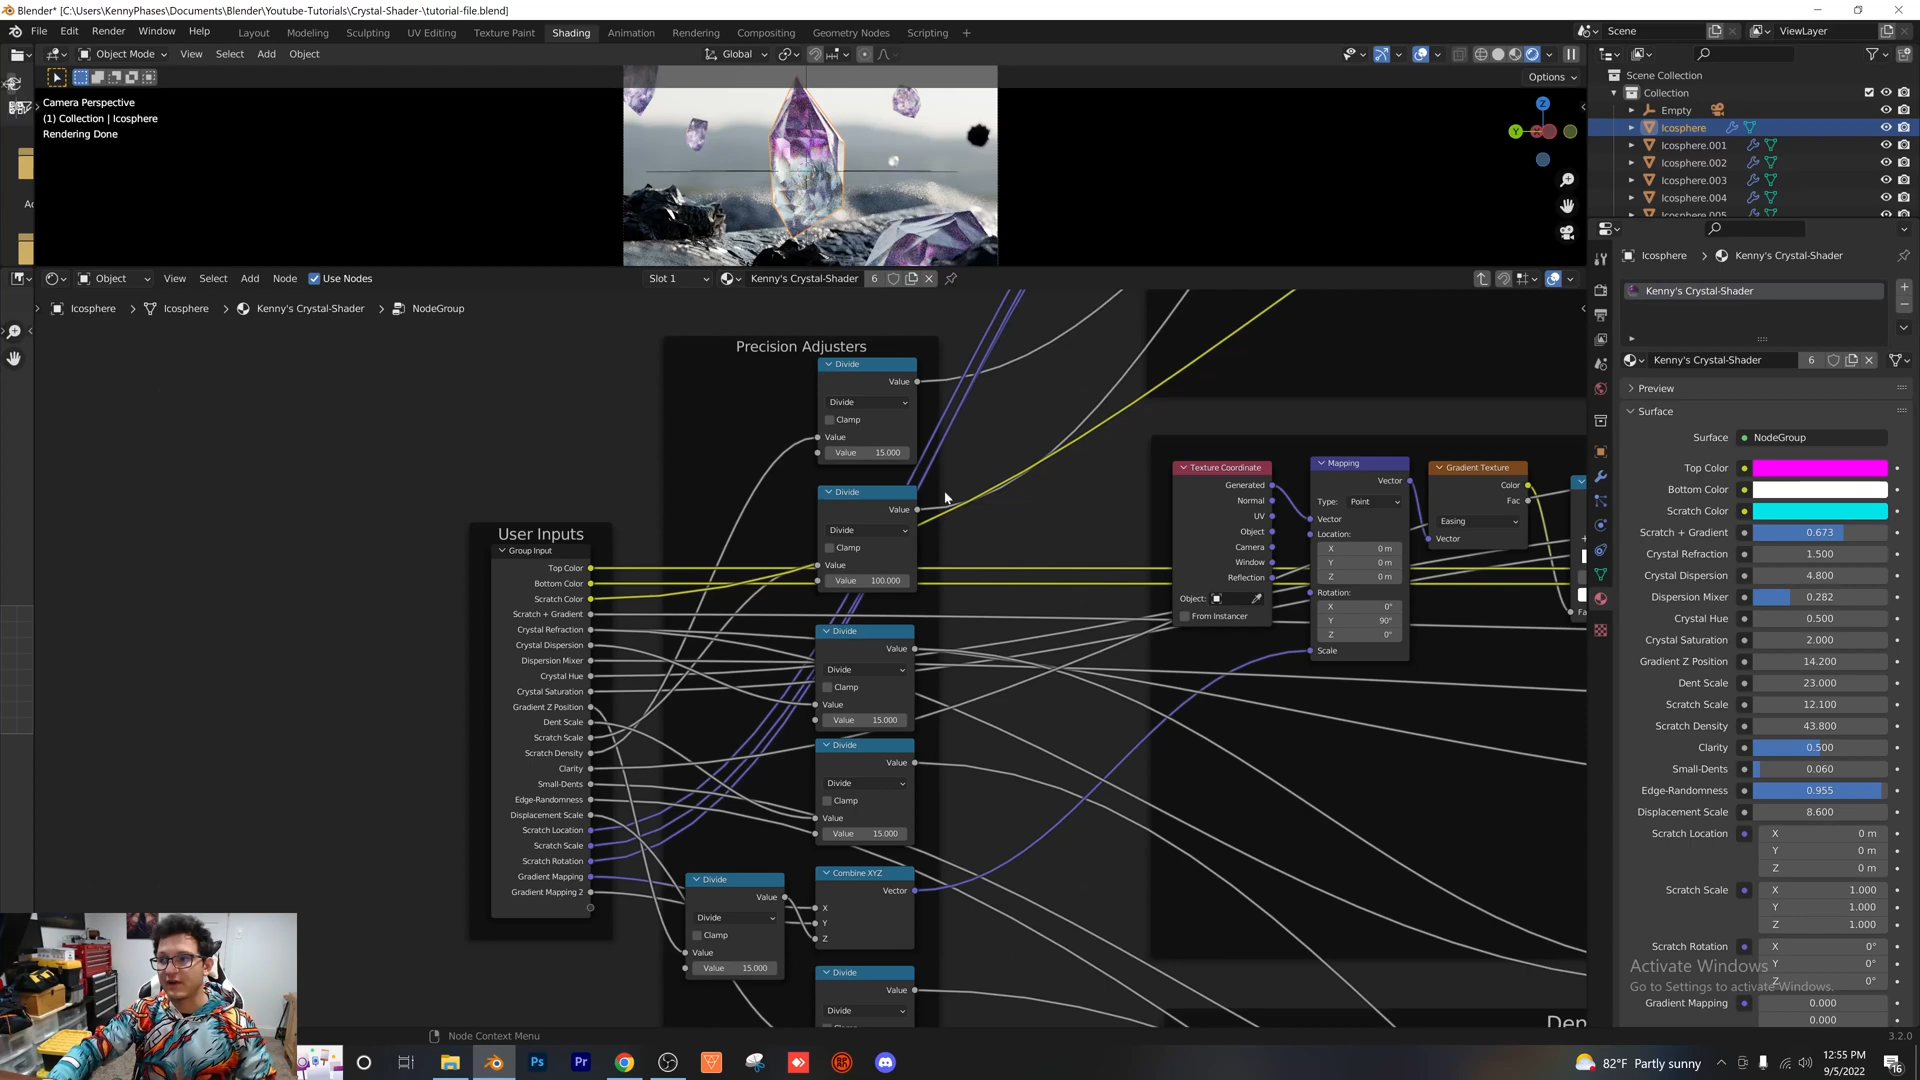 Blender* [C:\Users\KennyPhases\Documents\Blender\Youtube-Tutorials\Crystal-Shader-\tutorial-file.blend]
File Edit Render Window Help Layout Modeling Sculpting UV Editing Texture Paint Shading Animation Rendering Compositing Geometry Nodes Scripting + Scene ViewLayer
Object Mode View Select Add Object Global
Options
Camera Perspective
(1) Collection | Icosphere
Rendering Done
Z
Y
Scene Collection
Collection
Empty
Icosphere
Icosphere.001
Icosphere.002
Icosphere.003
Icosphere.004
Icosphere.005
Object View Select Add Node Use Nodes Slot 1 Kenny's Crystal-Shader 6
Icosphere > Icosphere > Kenny's Crystal-Shader > NodeGroup
Precision Adjusters
Divide
Value
Divide
Clamp
Value
Value 15.000
Divide
Value
Divide
Clamp
Value
Value 100.000
Divide
Value
Divide
Clamp
Value
Value 15.000
Divide
Value
Divide
Clamp
Value
Value 15.000
Combine XYZ
Vector
X
Y
Z
Divide
Value
Divide
Clamp
Value
Value 15.000
Divide
Value
Divide
User Inputs
Group Input
Top Color
Bottom Color
Scratch Color
Scratch + Gradient
Crystal Refraction
Crystal Dispersion
Dispersion Mixer
Crystal Hue
Crystal Saturation
Gradient Z Position
Dent Scale
Scratch Scale
Scratch Density
Clarity
Small-Dents
Edge-Randomness
Displacement Scale
Scratch Location
Scratch Scale
Scratch Rotation
Gradient Mapping
Gradient Mapping 2
Texture Coordinate
Generated
Normal
UV
Object
Camera
Window
Reflection
Object:
From Instancer
Mapping
Vector
Type: Point
Vector
Location:
X 0 m
Y 0 m
Z 0 m
Rotation:
X 0°
Y 90°
Z 0°
Scale
Gradient Texture
Color
Fac
Easing
Vector
Fa
Icosphere > Kenny's Crystal-Shader
Kenny's Crystal-Shader
Kenny's Crystal-Shader 6
Preview
Surface
Surface NodeGroup
Top Color
Bottom Color
Scratch Color
Scratch + Gradient 0.673
Crystal Refraction 1.500
Crystal Dispersion 4.800
Dispersion Mixer 0.282
Crystal Hue 0.500
Crystal Saturation 2.000
Gradient Z Position 14.200
Dent Scale 23.000
Scratch Scale 12.100
Scratch Density 43.800
Clarity 0.500
Small-Dents 0.060
Edge-Randomness 0.955
Displacement Scale 8.600
Scratch Location X 0 m
Y 0 m
Z 0 m
Scratch Scale X 1.000
Y 1.000
Z 1.000
Scratch Rotation X 0°
Y 0°
Z 0°
Gradient Mapping 0.000
0.000
Activate Windows
Go to Settings to activate Windows.
Node Context Menu
3.2.0
Ps Pr
82°F Partly sunny
12:55 PM
9/5/2022
16